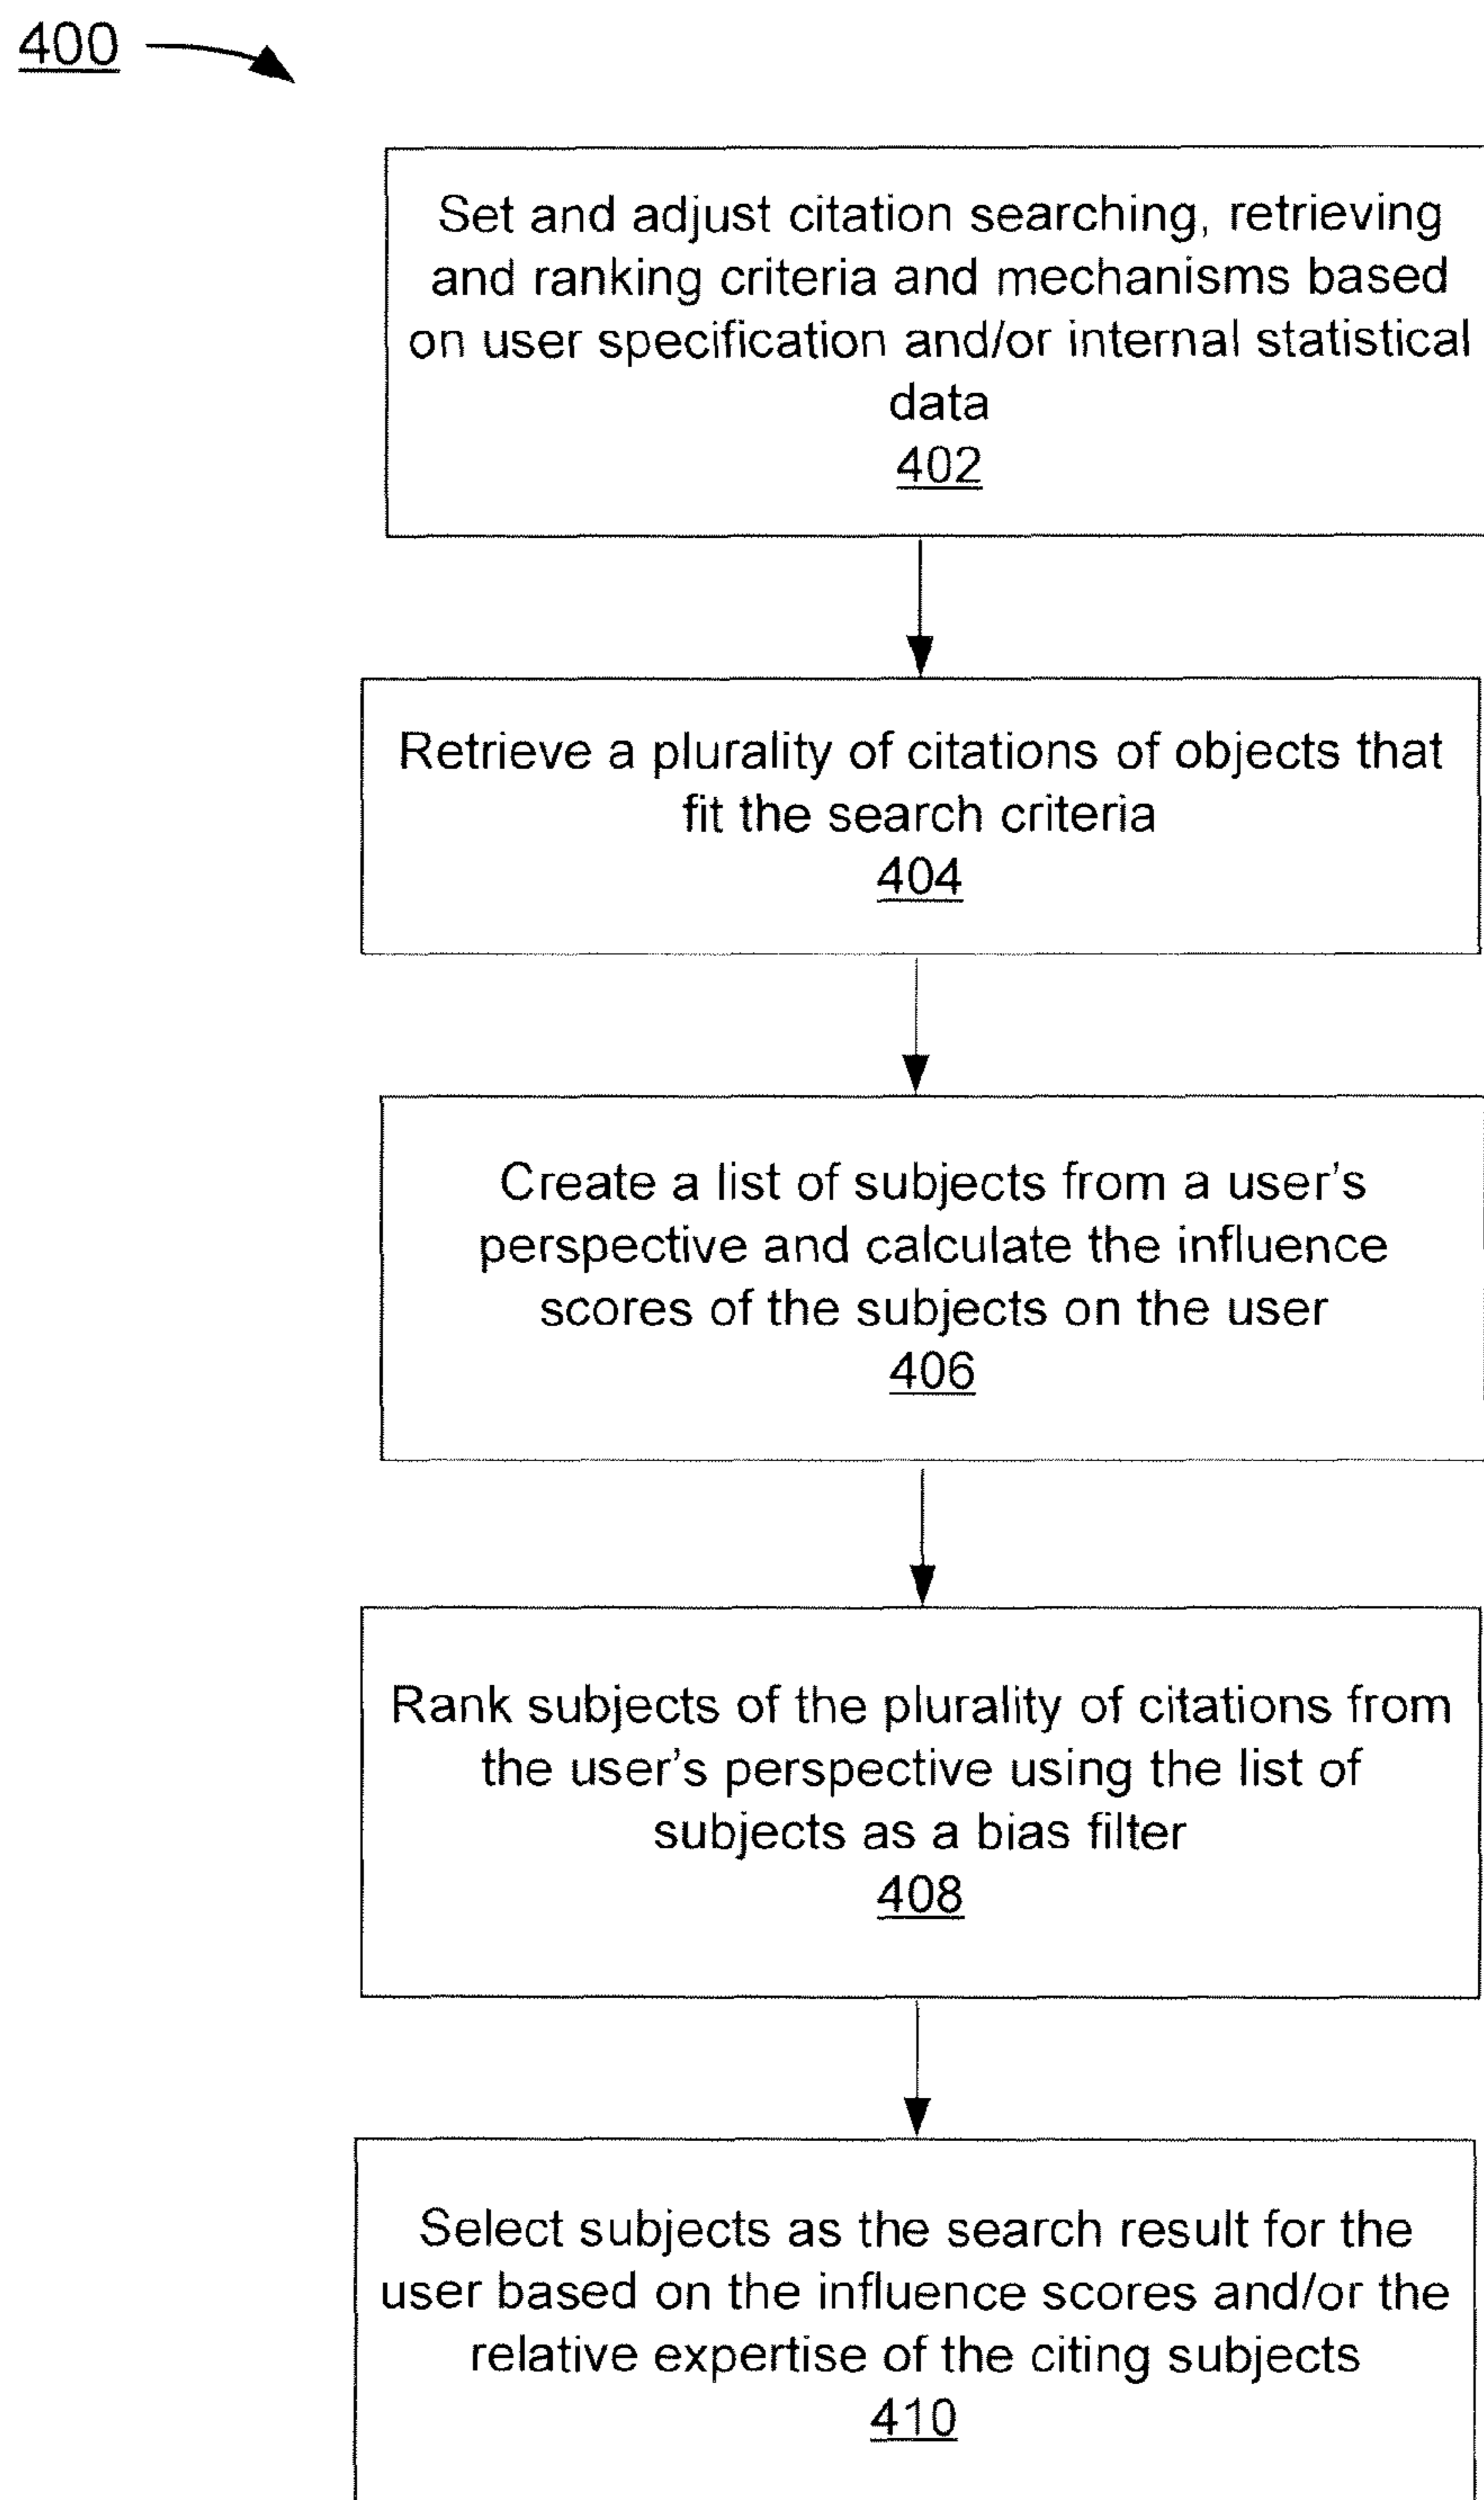 400
Set and adjust citation searching, retrieving
and ranking criteria and mechanisms based
on user specification and/or internal statistical
data
402
Retrieve a plurality of citations of objects that
fit the search criteria
404
Create a list of subjects from a user’s
perspective and calculate the influence
scores of the subjects on the user
406
Rank subjects of the plurality of citations from
the user’s perspective using the list of
subjects as a bias filter
408
Select subjects as the search result for the
user based on the influence scores and/or the
relative expertise of the citing subjects
410